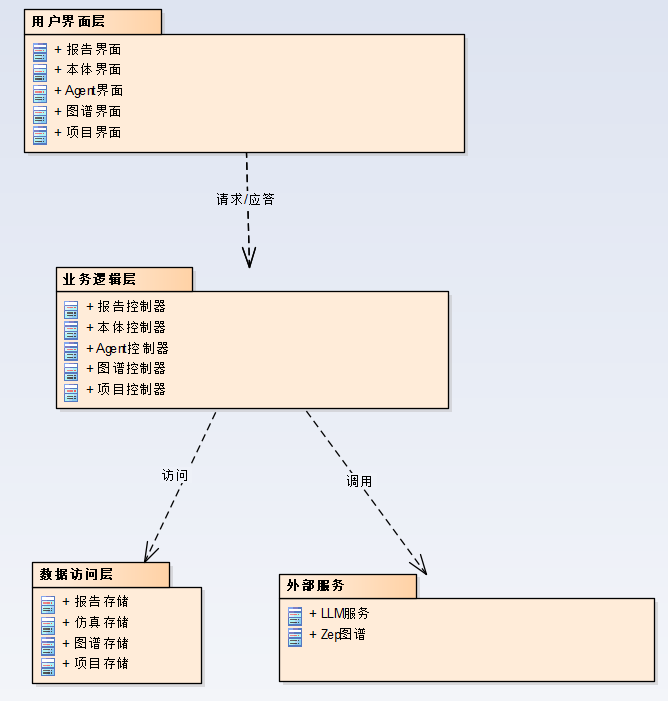 用户界面层
+ 报告界面
+ 本体界面
+ Agent界面
+ 图谱界面
+ 项目界面
请求/应答
业务逻辑层
+ 报告控制器
+ 本体控制器
+ Agent控制器
+ 图谱控制器
+ 项目控制器
访问
调用
数据访问层
+ 报告存储
+ 仿真存储
+ 图谱存储
+ 项目存储
外部服务
+ LLM服务
+ Zep图谱